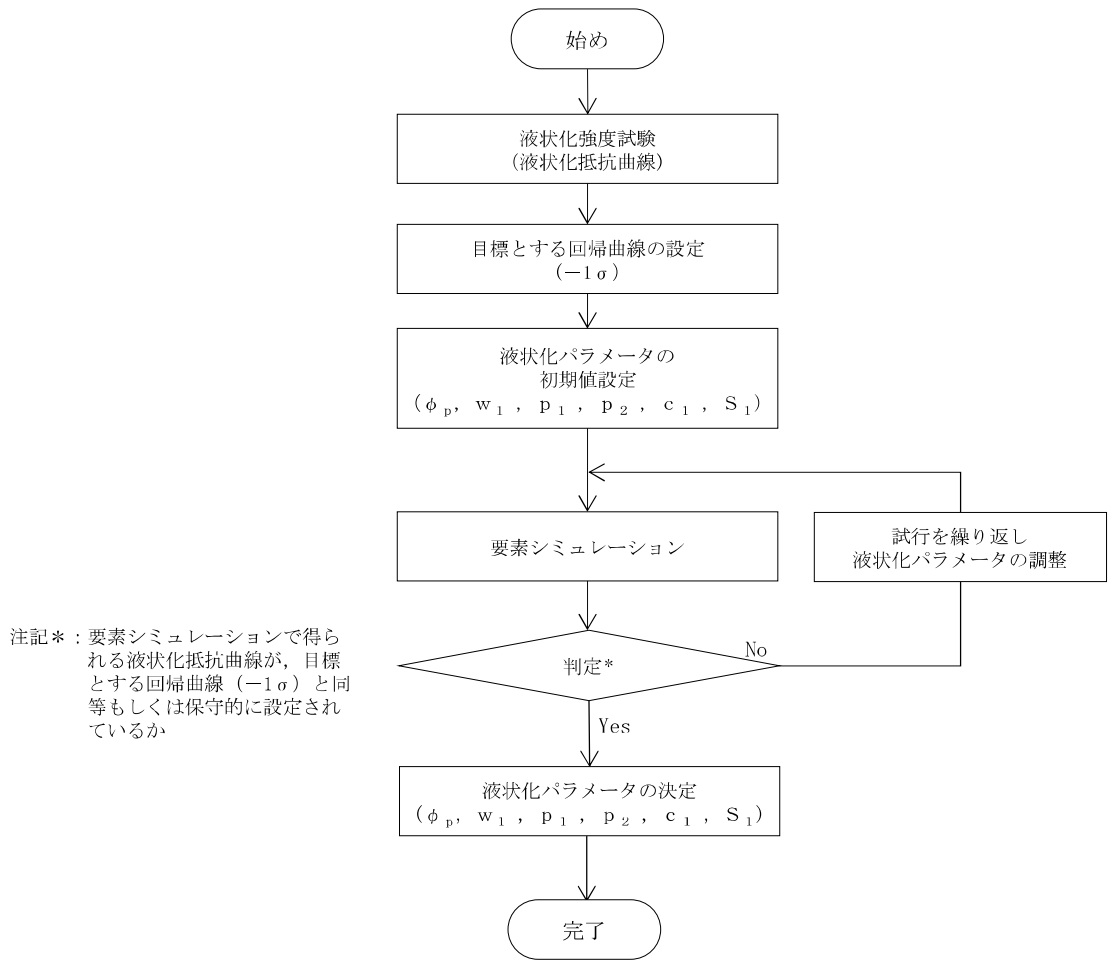 始め
液状化強度試験
(液状化抵抗曲線)
目標とする回帰曲線の設定
(－1σ)
液状化パラメータの
初期値設定
(φp, w1, p1, p2, c1, S1)
要素シミュレーション
試行を繰り返し
液状化パラメータの調整
注記＊：要素シミュレーションで得ら
れる液状化抵抗曲線が，目標
とする回帰曲線（－1σ）と同
等もしくは保守的に設定され
ているか
判定*
No
Yes
液状化パラメータの決定
(φp, w1, p1, p2, c1, S1)
完了